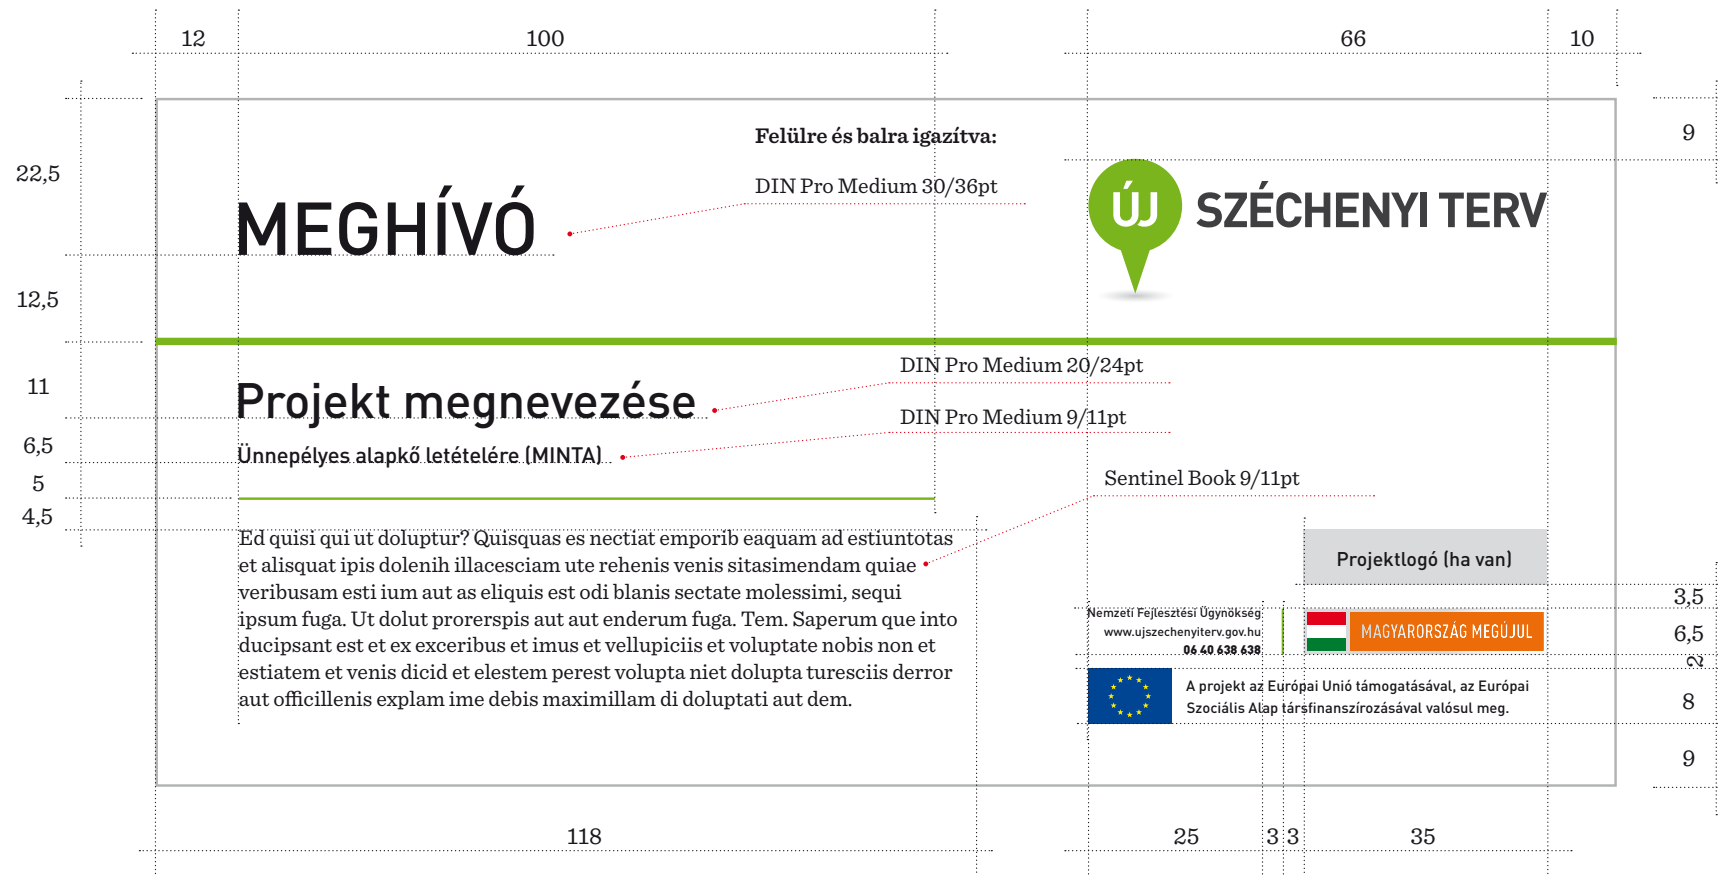 12
100
66
10
Felülre és balra igazítva:
9
22,5
DIN Pro Medium 30/36pt
MEGHÍVÓ
ÚJ SZÉCHENYI TERV
12,5
DIN Pro Medium 20/24pt
11
Projekt megnevezése
DIN Pro Medium 9/11pt
6,5
Ünnepélyes alapkő letételére (MINTA)
5
Sentinel Book 9/11pt
4,5
Ed quisi qui ut doluptur? Quisquas es nectiat emporib eaquam ad estiuntotas
et alisquat ipis dolenih illacesciam ute rehenis venis sitasimendam quiae
veribusam esti ium aut as eliquis est odi blanis sectate molessimi, sequi
ipsum fuga. Ut dolut prorerspis aut aut enderum fuga. Tem. Saperum que into
ducipsant est et ex exceribus et imus et vellupiciis et voluptate nobis non et
estiatem et venis dicid et elestem perest volupta niet dolupta turesciis derror
aut officillenis explam ime debis maximillam di doluptati aut dem.
Projektlogó (ha van)
3,5
Nemzeti Fejlesztési Ügynökség
www.ujszechenyiterv.gov.hu
06 40 638 638
MAGYARORSZÁG MEGÚJUL
6,5
2
A projekt az Európai Unió támogatásával, az Európai
Szociális Alap társfinanszírozásával valósul meg.
8
9
118
25
3
3
35